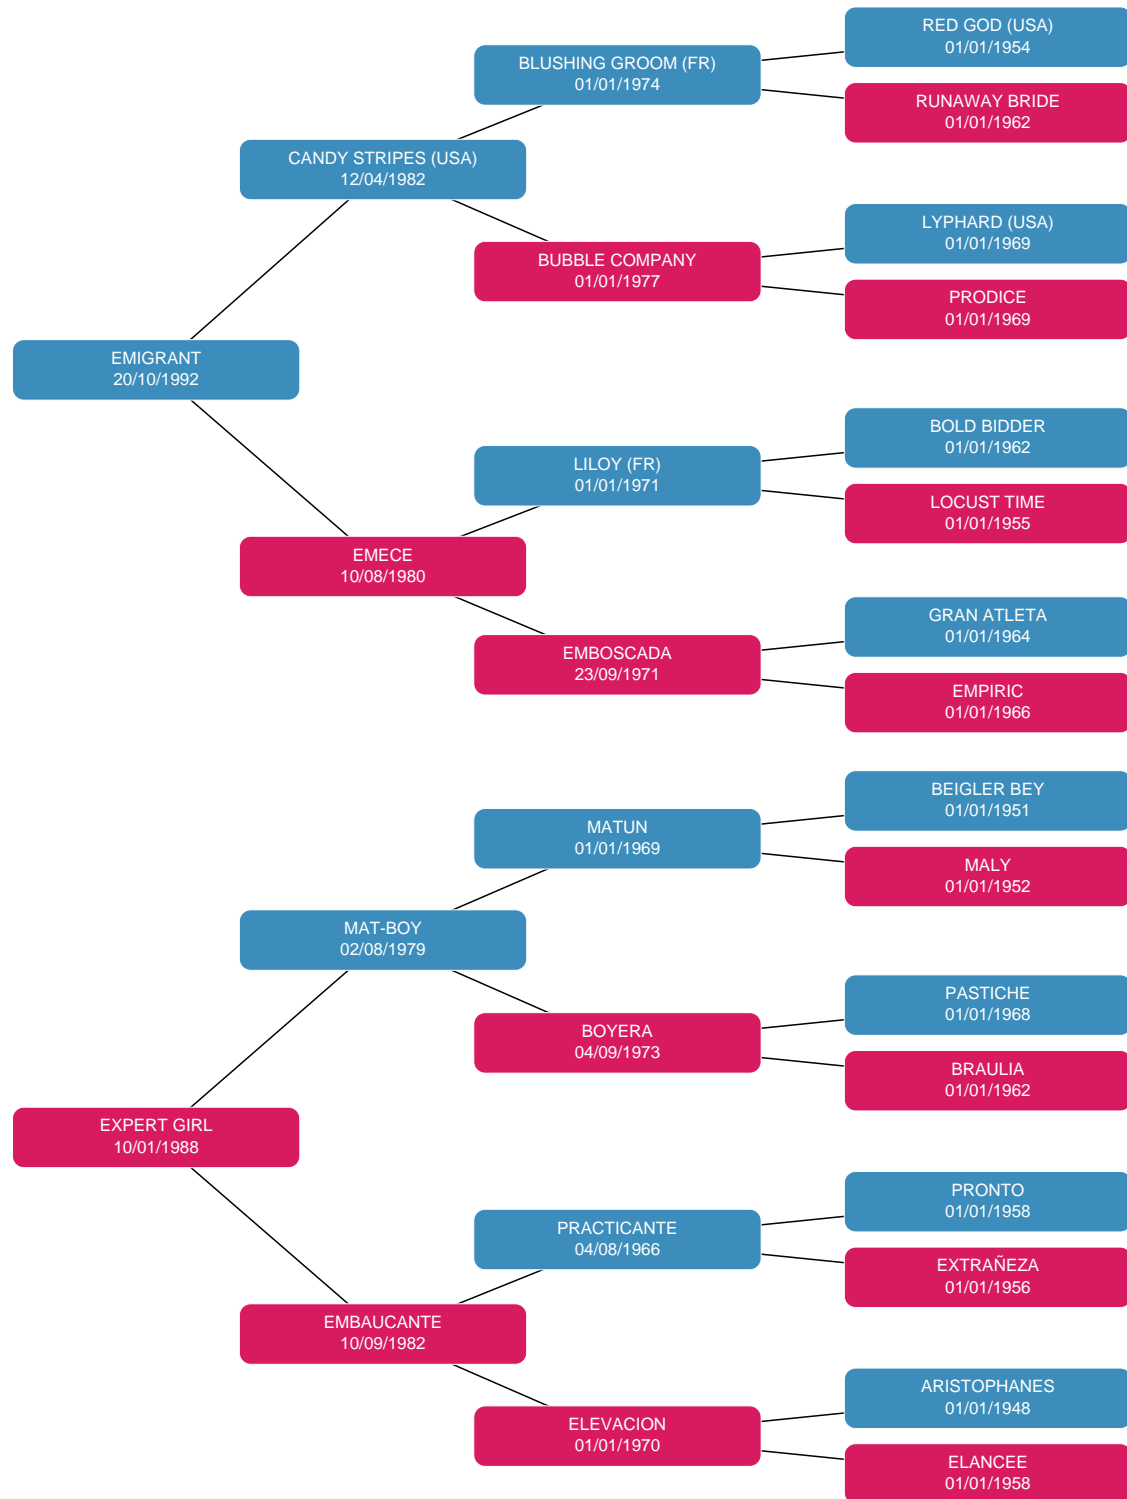 RED GOD (USA)
01/01/1954
BLUSHING GROOM (FR)
01/01/1974
RUNAWAY BRIDE
01/01/1962
CANDY STRIPES (USA)
12/04/1982
LYPHARD (USA)
01/01/1969
BUBBLE COMPANY
01/01/1977
PRODICE
01/01/1969
EMIGRANT
20/10/1992
BOLD BIDDER
01/01/1962
LILOY (FR)
01/01/1971
LOCUST TIME
01/01/1955
EMECE
10/08/1980
GRAN ATLETA
01/01/1964
EMBOSCADA
23/09/1971
EMPIRIC
01/01/1966
BEIGLER BEY
01/01/1951
MATUN
01/01/1969
MALY
01/01/1952
MAT-BOY
02/08/1979
PASTICHE
01/01/1968
BOYERA
04/09/1973
BRAULIA
01/01/1962
EXPERT GIRL
10/01/1988
PRONTO
01/01/1958
PRACTICANTE
04/08/1966
EXTRAÑEZA
01/01/1956
EMBAUCANTE
10/09/1982
ARISTOPHANES
01/01/1948
ELEVACION
01/01/1970
ELANCEE
01/01/1958